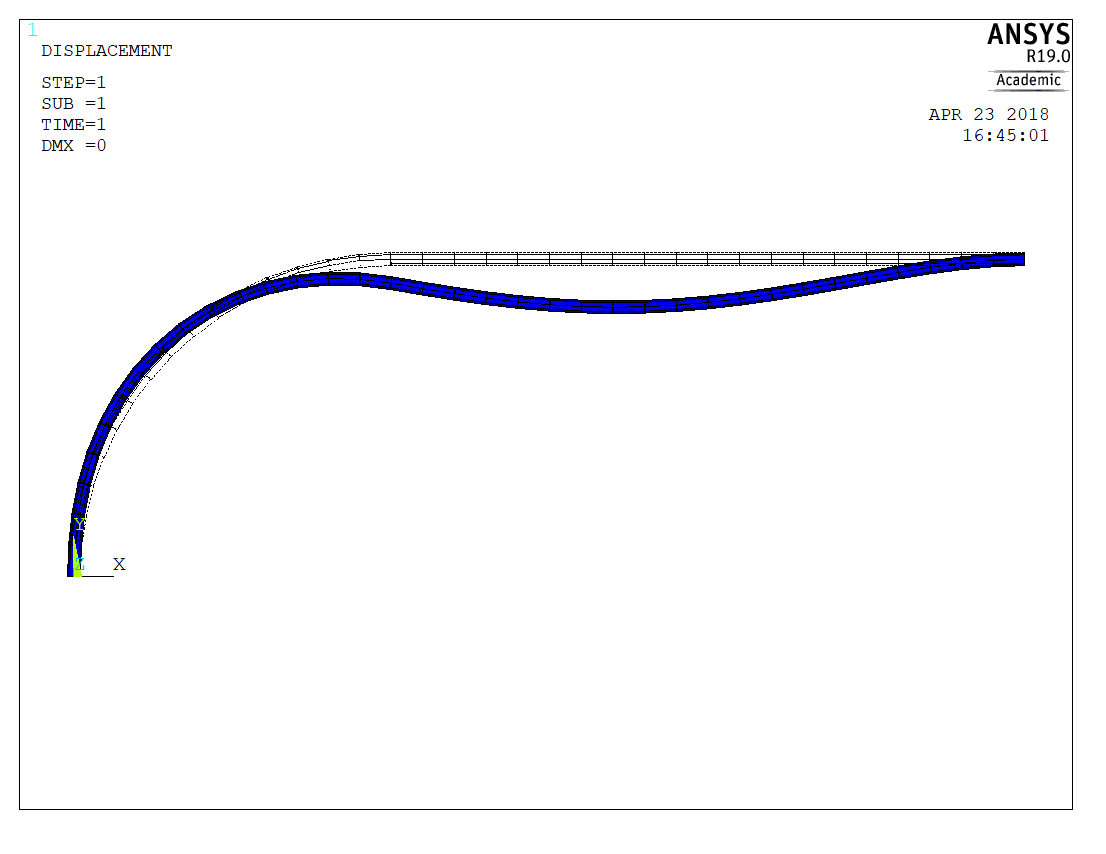 1
DISPLACEMENT
STEP=1
SUB =1
TIME=1
DMX =0
ANSYS
R19.0
Academic
APR 23 2018
16:45:01
Y
Z
X